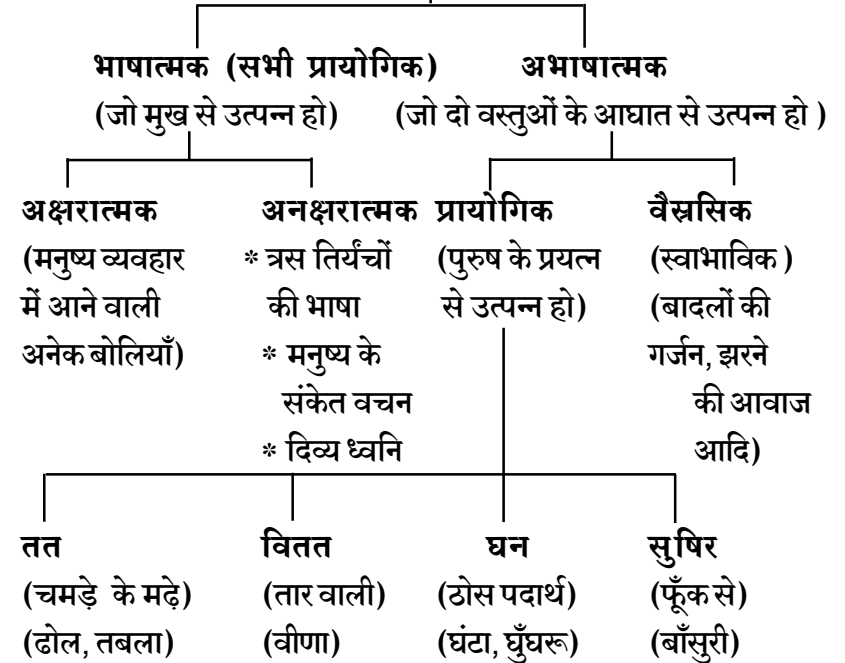 भाषात्मक (सभी प्रायोगिक) अभाषात्मक
(जो मुख से उत्पन्न हो) (जो दो वस्तुओं के आघात से उत्पन्न हो )
अक्षरात्मक अनक्षरात्मक प्रायोगिक वैस्रसिक
(मनुष्य व्यवहार * त्रस तिर्यंचों (पुरुष के प्रयत्न (स्वाभाविक )
में आने वाली की भाषा से उत्पन्न हो) (बादलों की
अनेक बोलियाँ) * मनुष्य के गर्जन, झरने
संकेत वचन की आवाज
* दिव्य ध्वनि आदि)
तत वितत घन सुषिर
(चमड़े के मढ़े) (तार वाली) (ठोस पदार्थ) (फूँक से)
(ढोल, तबला) (वीणा) (घंटा, घुँघरू) (बाँसुरी)